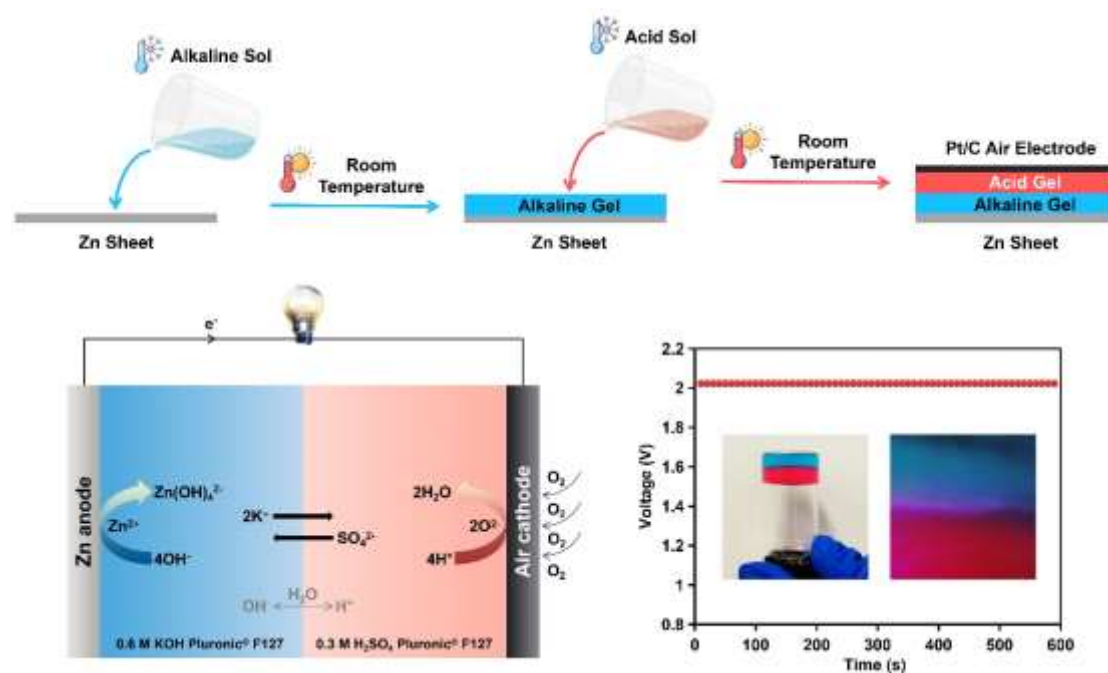 Alkaline Sol
Acid Sol
Room
Temperature
Room
Temperature
Pt/C Air Electrode
Acid Gel
Alkaline Gel
Alkaline Gel
Zn Sheet
Zn Sheet
Zn Sheet
e⁻
Zn anode
Zn(OH)₄²⁻
Zn²⁺
4OH⁻
2K⁺
SO₄²⁻
2H₂O
2O²⁻
4H⁺
Air cathode
O₂
O₂
O₂
O₂
H₂O
OH⁻
H⁺
0.6 M KOH Pluronic® F127
0.3 M H₂SO₄ Pluronic® F127
Voltage (V)
2.2
2
1.8
1.6
1.4
1.2
1
0.8
0
100
200
300
400
500
600
Time (s)